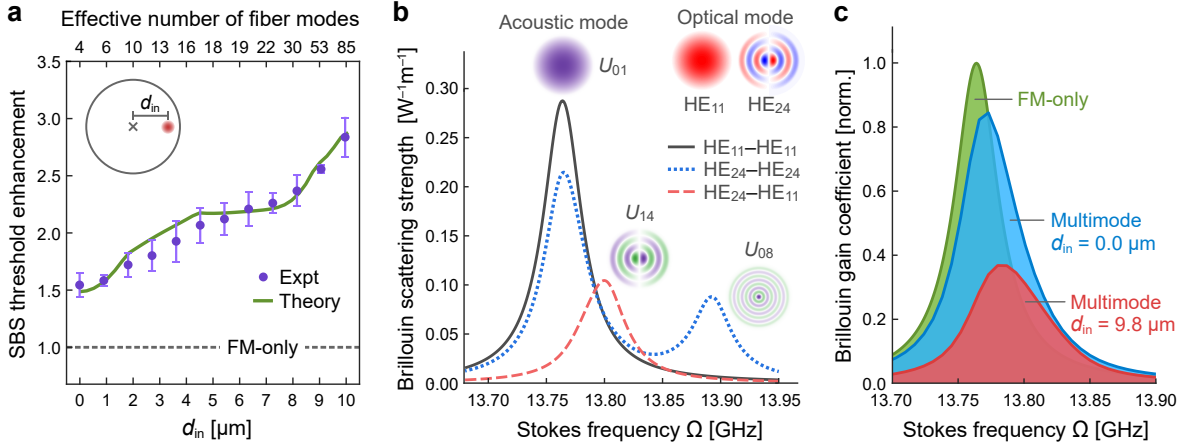 a
Effective number of fiber modes
4 6 10 13 16 18 19 22 30 53 85
SBS threshold enhancement
3.5
3.0
2.5
2.0
1.5
1.0
d_in
Expt
Theory
FM-only
0 1 2 3 4 5 6 7 8 12 9 10
d_in [µm]
b
Acoustic mode
U₀₁
Optical mode
HE₁₁
HE₂₄
Brillouin scattering strength [W⁻¹m⁻¹]
0.30
0.25
0.20
0.15
0.10
0.05
0.00
HE₁₁–HE₁₁
HE₂₄–HE₂₄
HE₂₄–HE₁₁
U₁₄
U₀₈
13.70 13.75 13.80 13.85 13.90 13.95
Stokes frequency Ω [GHz]
c
Brillouin gain coefficient [norm.]
1.0
0.8
0.6
0.4
0.2
0.0
FM-only
Multimode
d_in = 0.0 µm
Multimode
d_in = 9.8 µm
13.70 13.75 13.80 13.85 13.90
Stokes frequency Ω [GHz]